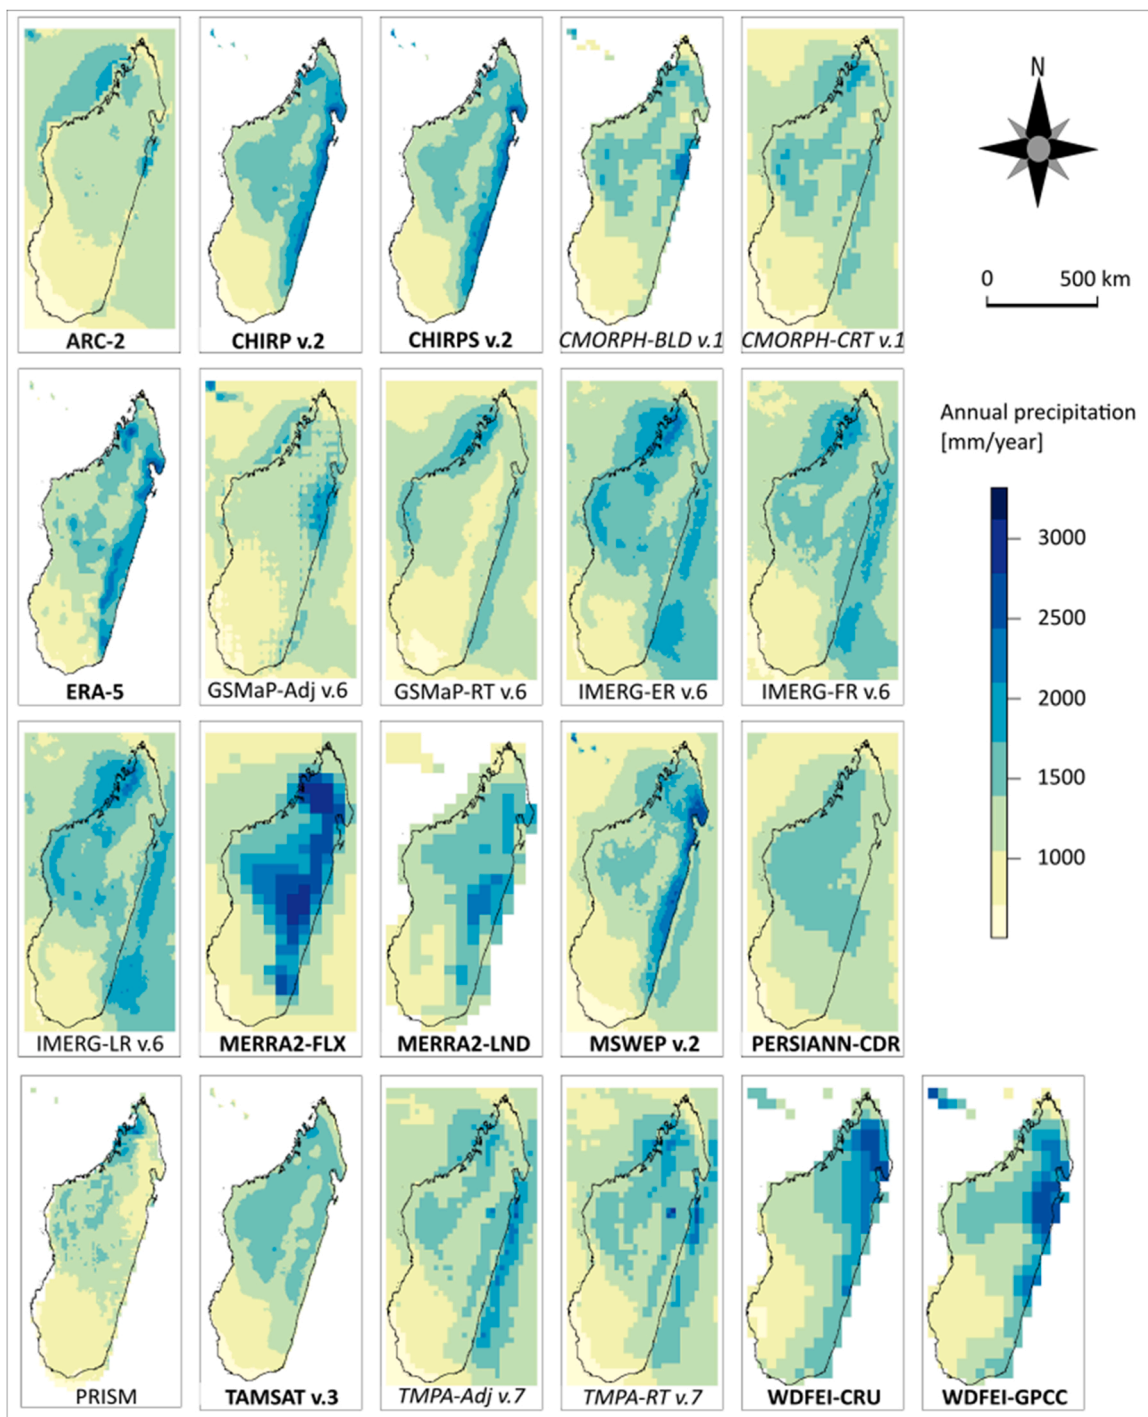 N
0 500 km
ARC-2
CHIRP v.2
CHIRPS v.2
CMORPH-BLD v.1
CMORPH-CRT v.1
Annual precipitation
[mm/year]
3000
2500
2000
1500
1000
ERA-5
GSMaP-Adj v.6
GSMaP-RT v.6
IMERG-ER v.6
IMERG-FR v.6
IMERG-LR v.6
MERRA2-FLX
MERRA2-LND
MSWEP v.2
PERSIANN-CDR
PRISM
TAMSAT v.3
TMPA-Adj v.7
TMPA-RT v.7
WDFEI-CRU
WDFEI-GPCC